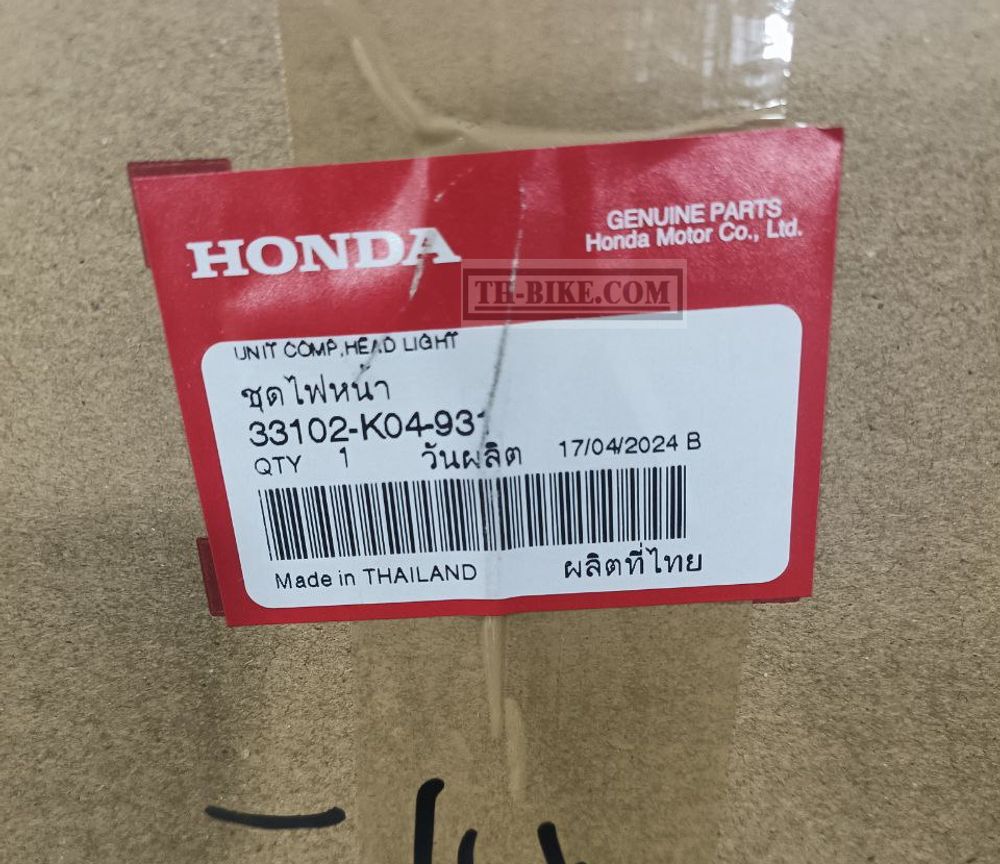 HONDA
GENUINE PARTS
Honda Motor Co., Ltd.
TH-BIKE.COM
UNIT COMP,HEAD LIGHT
ชุดไฟหน้า
33102-K04-931
QTY 1 วันผลิต 17/04/2024 B
Made in THAILAND ผลิตที่ไทย